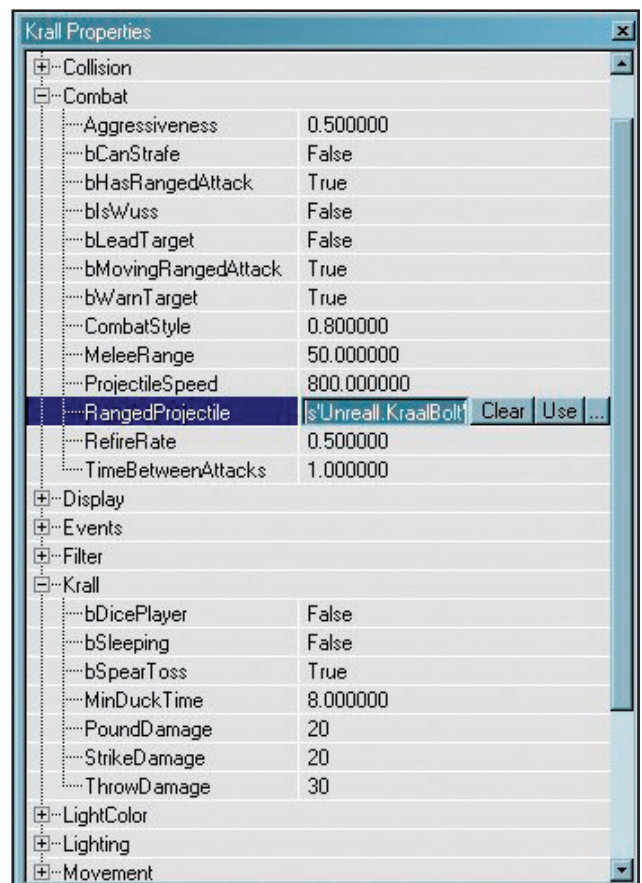 Krall Properties
Collision
Combat
Aggressiveness 0.500000
bCanStrafe False
bHasRangedAttack True
bIsWuss False
bLeadTarget False
bMovingRangedAttack True
bWarnTarget True
CombatStyle 0.800000
MeleeRange 50.000000
ProjectileSpeed 800.000000
RangedProjectile s'UnrealI.KraalBolt' Clear Use ...
RefireRate 0.500000
TimeBetweenAttacks 1.000000
Display
Events
Filter
Krall
bDicePlayer False
bSleeping False
bSpearToss True
MinDuckTime 8.000000
PoundDamage 20
StrikeDamage 20
ThrowDamage 30
LightColor
Lighting
Movement